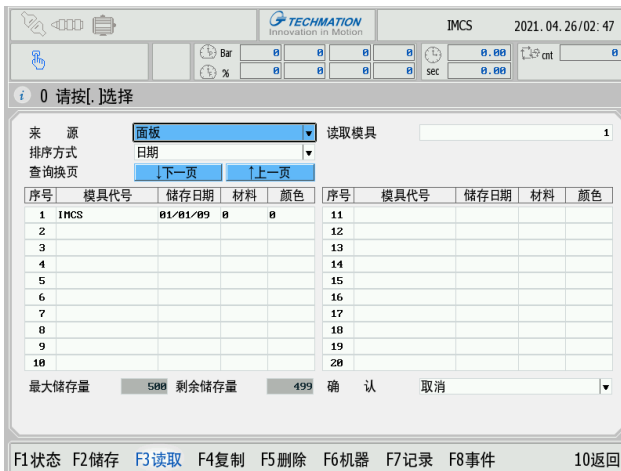 TECHMATION
Innovation in Motion
IMCS
2021.04.26/02:47
Bar 0 0 0 0 0.00 cnt 0
% 0 0 0 0 sec 0.00
i 0 请按[.]选择
来 源 面板 读取模具 1
排序方式 日期
查询换页 ↓下一页 ↑上一页
序号 模具代号 储存日期 材料 颜色 序号 模具代号 储存日期 材料 颜色
1 IMCS 01/01/09 0 0 11
2 12
3 13
4 14
5 15
6 16
7 17
8 18
9 19
10 20
最大储存量 500 剩余储存量 499 确 认 取消
F1状态 F2储存 F3读取 F4复制 F5删除 F6机器 F7记录 F8事件 10返回